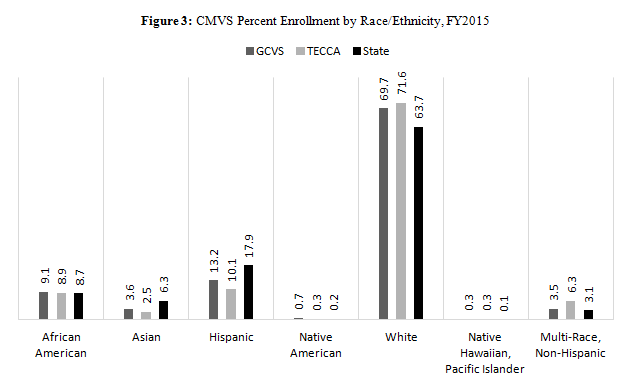 Figure 3: CMVS Percent Enrollment by Race/Ethnicity, FY2015
GCVS TECCA State
9.1 8.9 8.7
3.6 2.5 6.3
13.2 10.1 17.9
0.7 0.3 0.2
69.7 71.6 63.7
0.3 0.3 0.1
3.5 6.3 3.1
African
American
Asian
Hispanic
Native
American
White
Native
Hawaiian,
Pacific Islander
Multi-Race,
Non-Hispanic